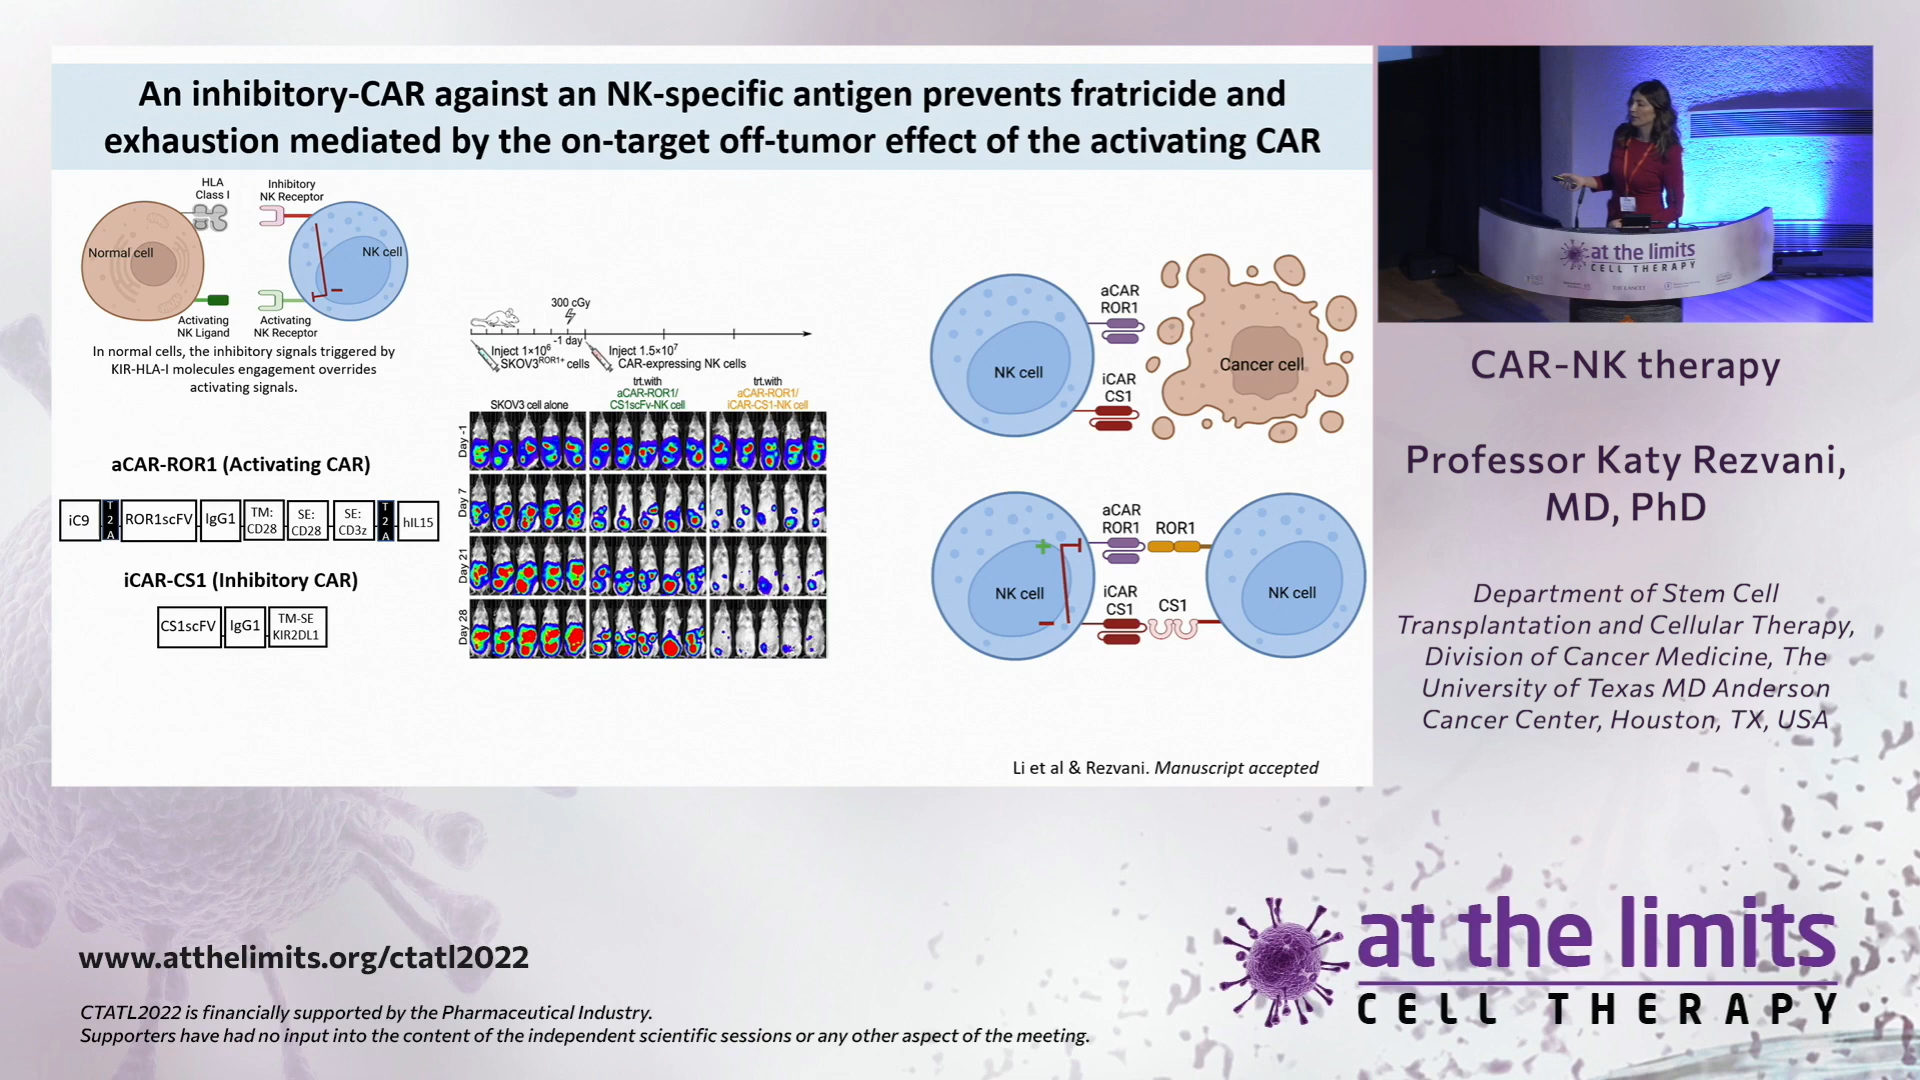 An inhibitory-CAR against an NK-specific antigen prevents fratricide and
exhaustion mediated by the on-target off-tumor effect of the activating CAR
HLA
Class I
Inhibitory
NK Receptor
Normal cell
NK cell
Activating
NK Ligand
Activating
NK Receptor
In normal cells, the inhibitory signals triggered by
KIR-HLA-I molecules engagement overrides
activating signals.
aCAR-ROR1 (Activating CAR)
iC9
T2A
ROR1scFV
IgG1
TM:
CD28
SE:
CD28
SE:
CD3z
T2A
hIL15
iCAR-CS1 (Inhibitory CAR)
CS1scFV
IgG1
TM-SE
KIR2DL1
300 cGy
-1 day
Inject 1×10⁶
SKOV3ROR1+ cells
Inject 1.5×10⁷
CAR-expressing NK cells
SKOV3 cell alone
trt.with
aCAR-ROR1/
CS1scFv-NK cell
trt.with
aCAR-ROR1/
iCAR-CS1-NK cell
Day -1
Day 7
Day 21
Day 28
aCAR
ROR1
iCAR
CS1
NK cell
Cancer cell
aCAR
ROR1
ROR1
+
iCAR
CS1
CS1
NK cell
NK cell
Li et al & Rezvani. Manuscript accepted
at the limits
CELL THERAPY
CAR-NK therapy
Professor Katy Rezvani,
MD, PhD
Department of Stem Cell
Transplantation and Cellular Therapy,
Division of Cancer Medicine, The
University of Texas MD Anderson
Cancer Center, Houston, TX, USA
www.atthelimits.org/ctatl2022
CTATL2022 is financially supported by the Pharmaceutical Industry.
Supporters have had no input into the content of the independent scientific sessions or any other aspect of the meeting.
at the limits
CELL THERAPY